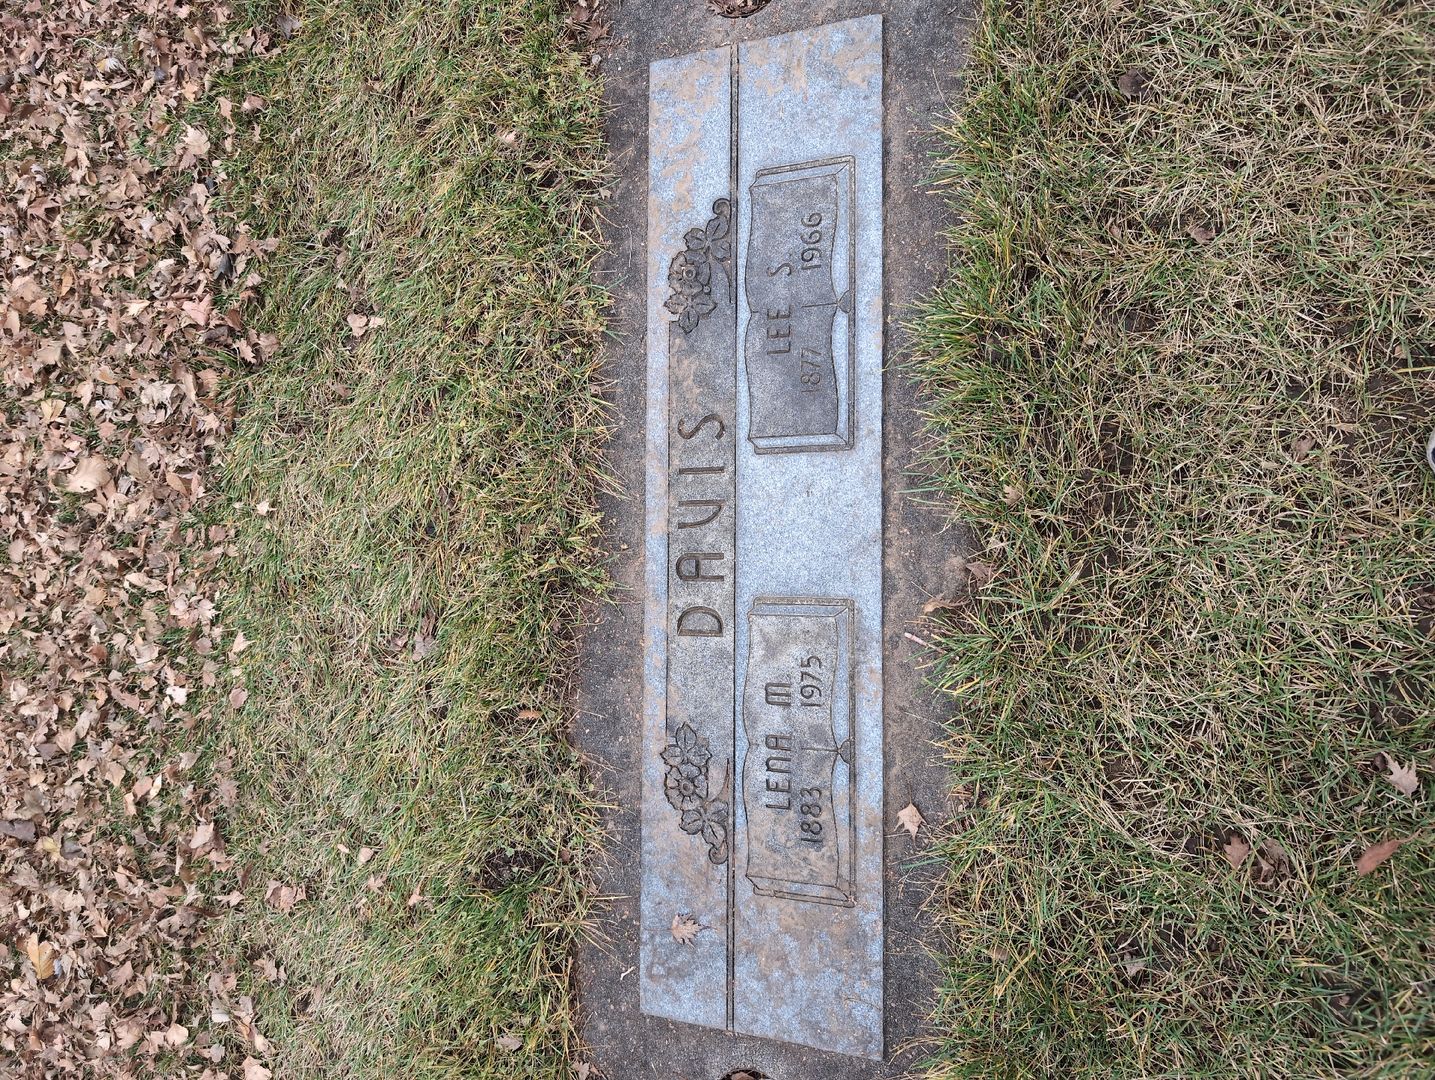 DAVIS
LENA M.
1883 1975
LEE S.
1877 1966